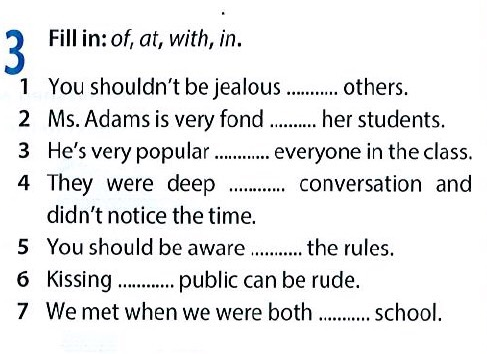 3 Fill in: of, at, with, in.
1 You shouldn't be jealous ........... others.
2 Ms. Adams is very fond .......... her students.
3 He's very popular ............ everyone in the class.
4 They were deep ............ conversation and
didn't notice the time.
5 You should be aware ........... the rules.
6 Kissing ............ public can be rude.
7 We met when we were both ........... school.